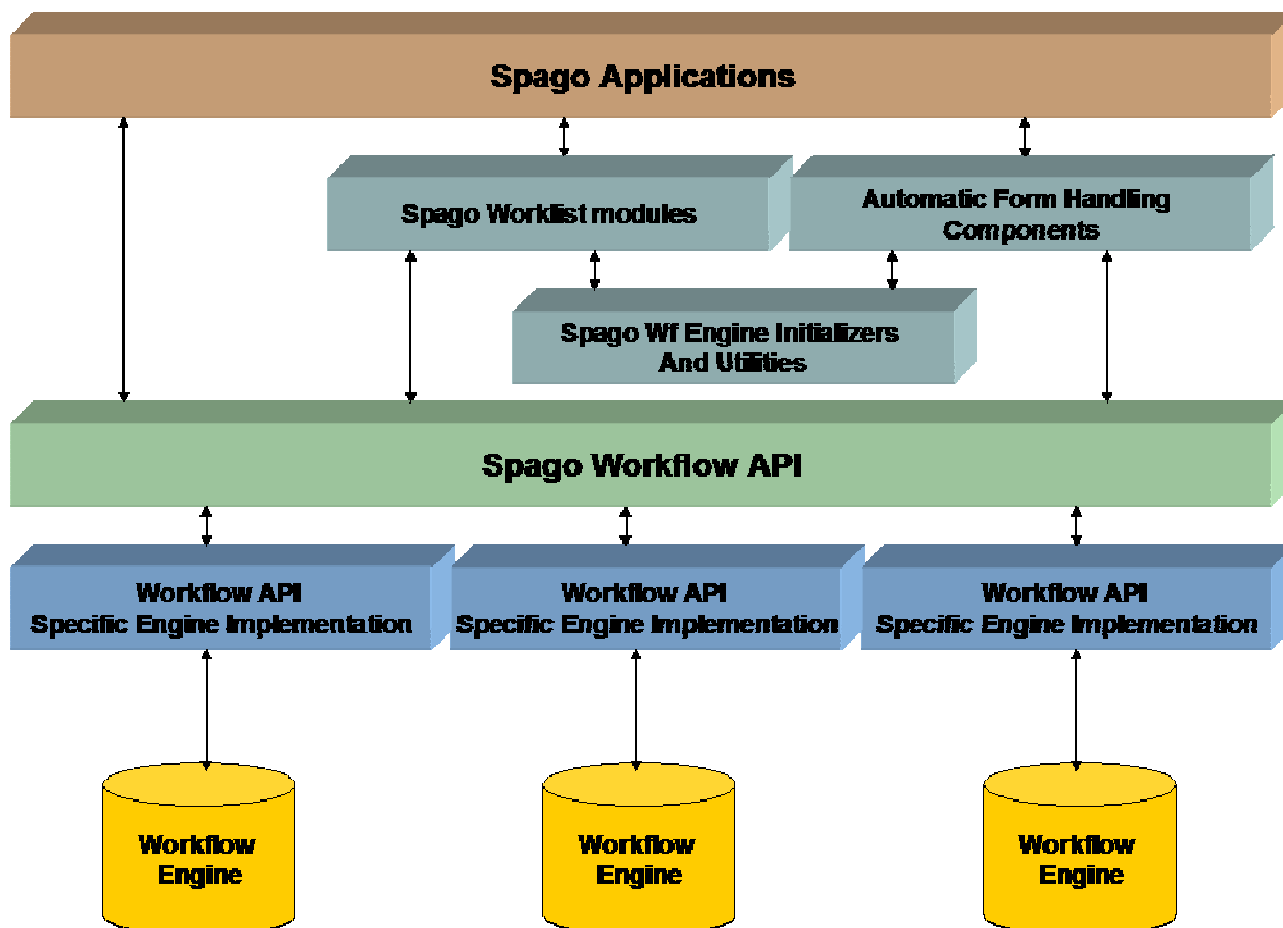 Spago Applications
Spago Worklist modules
Automatic Form Handling
Components
Spago Wf Engine Initializers
And Utilities
Spago Workflow API
Workflow API
Specific Engine Implementation
Workflow API
Specific Engine Implementation
Workflow API
Specific Engine Implementation
Workflow
Engine
Workflow
Engine
Workflow
Engine